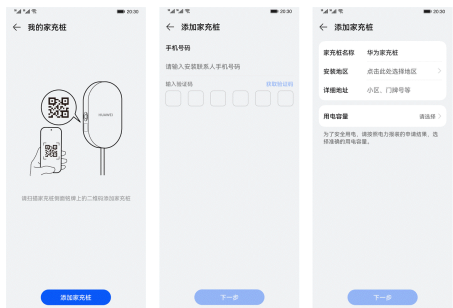 20:30
我的家充桩
HUAWEI
请扫描家充桩侧面铭牌上的二维码添加家充桩
添加家充桩
20:30
添加家充桩
手机号码
请输入安装联系人手机号码
输入验证码 获取验证码
下一步
20:30
添加家充桩
家充桩名称 华为家充桩
安装地区 点击此处选择地区
详细地址 小区、门牌号等
用电容量 请选择
为了安全用电，请按照电力报装的申请结果，选
择准确的用电容量。
下一步